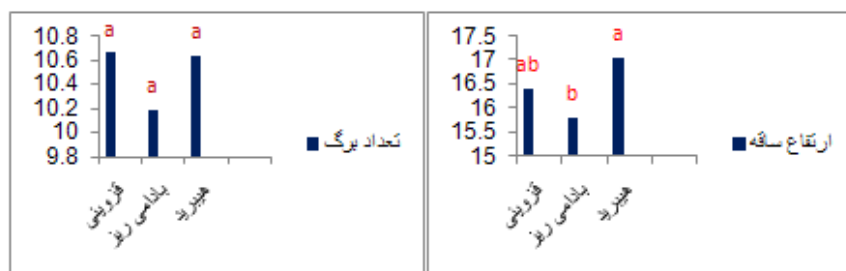 10.8
10.6
10.4
10.2
10
9.8
a
a
a
تعداد برگ
قزوینی
بادامی ریز
هیبرید
17.5
17
16.5
16
15.5
15
ab
b
a
ارتفاع ساقه
قزوینی
بادامی ریز
هیبرید